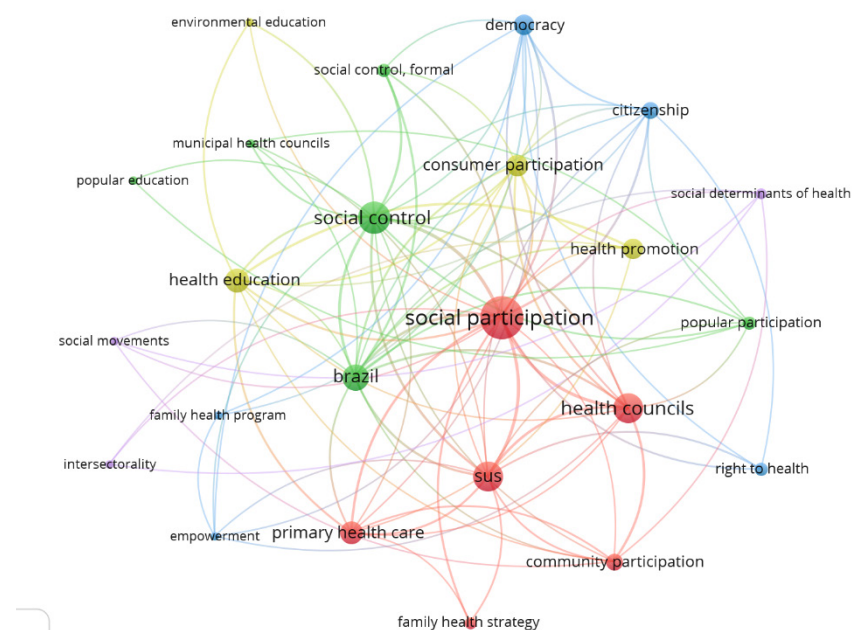 environmental education
democracy
social control, formal
citizenship
municipal health councils
consumer participation
popular education
social determinants of health
social control
health promotion
health education
social participation
popular participation
social movements
brazil
family health program
health councils
intersectorality
sus
right to health
primary health care
empowerment
community participation
family health strategy